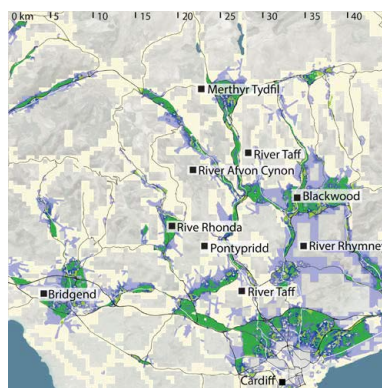 0 km 5 10 15 20 25 30 35 40
Merthyr Tydfil
River Taff
River Afvon Cynon
Blackwood
Rive Rhonda
Pontypridd
River Rhymney
Bridgend
River Taff
Cardiff